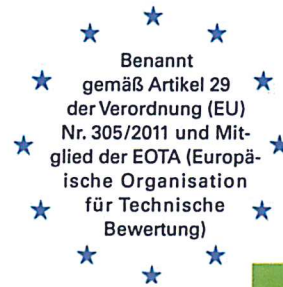 Benannt
gemäß Artikel 29
der Verordnung (EU)
Nr. 305/2011 und Mit-
glied der EOTA (Europä-
ische Organisation
für Technische
Bewertung)